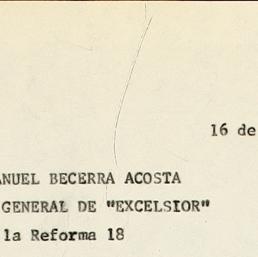 16 de
ANUEL BECERRA ACOSTA
GENERAL DE "EXCELSIOR"
la Reforma 18